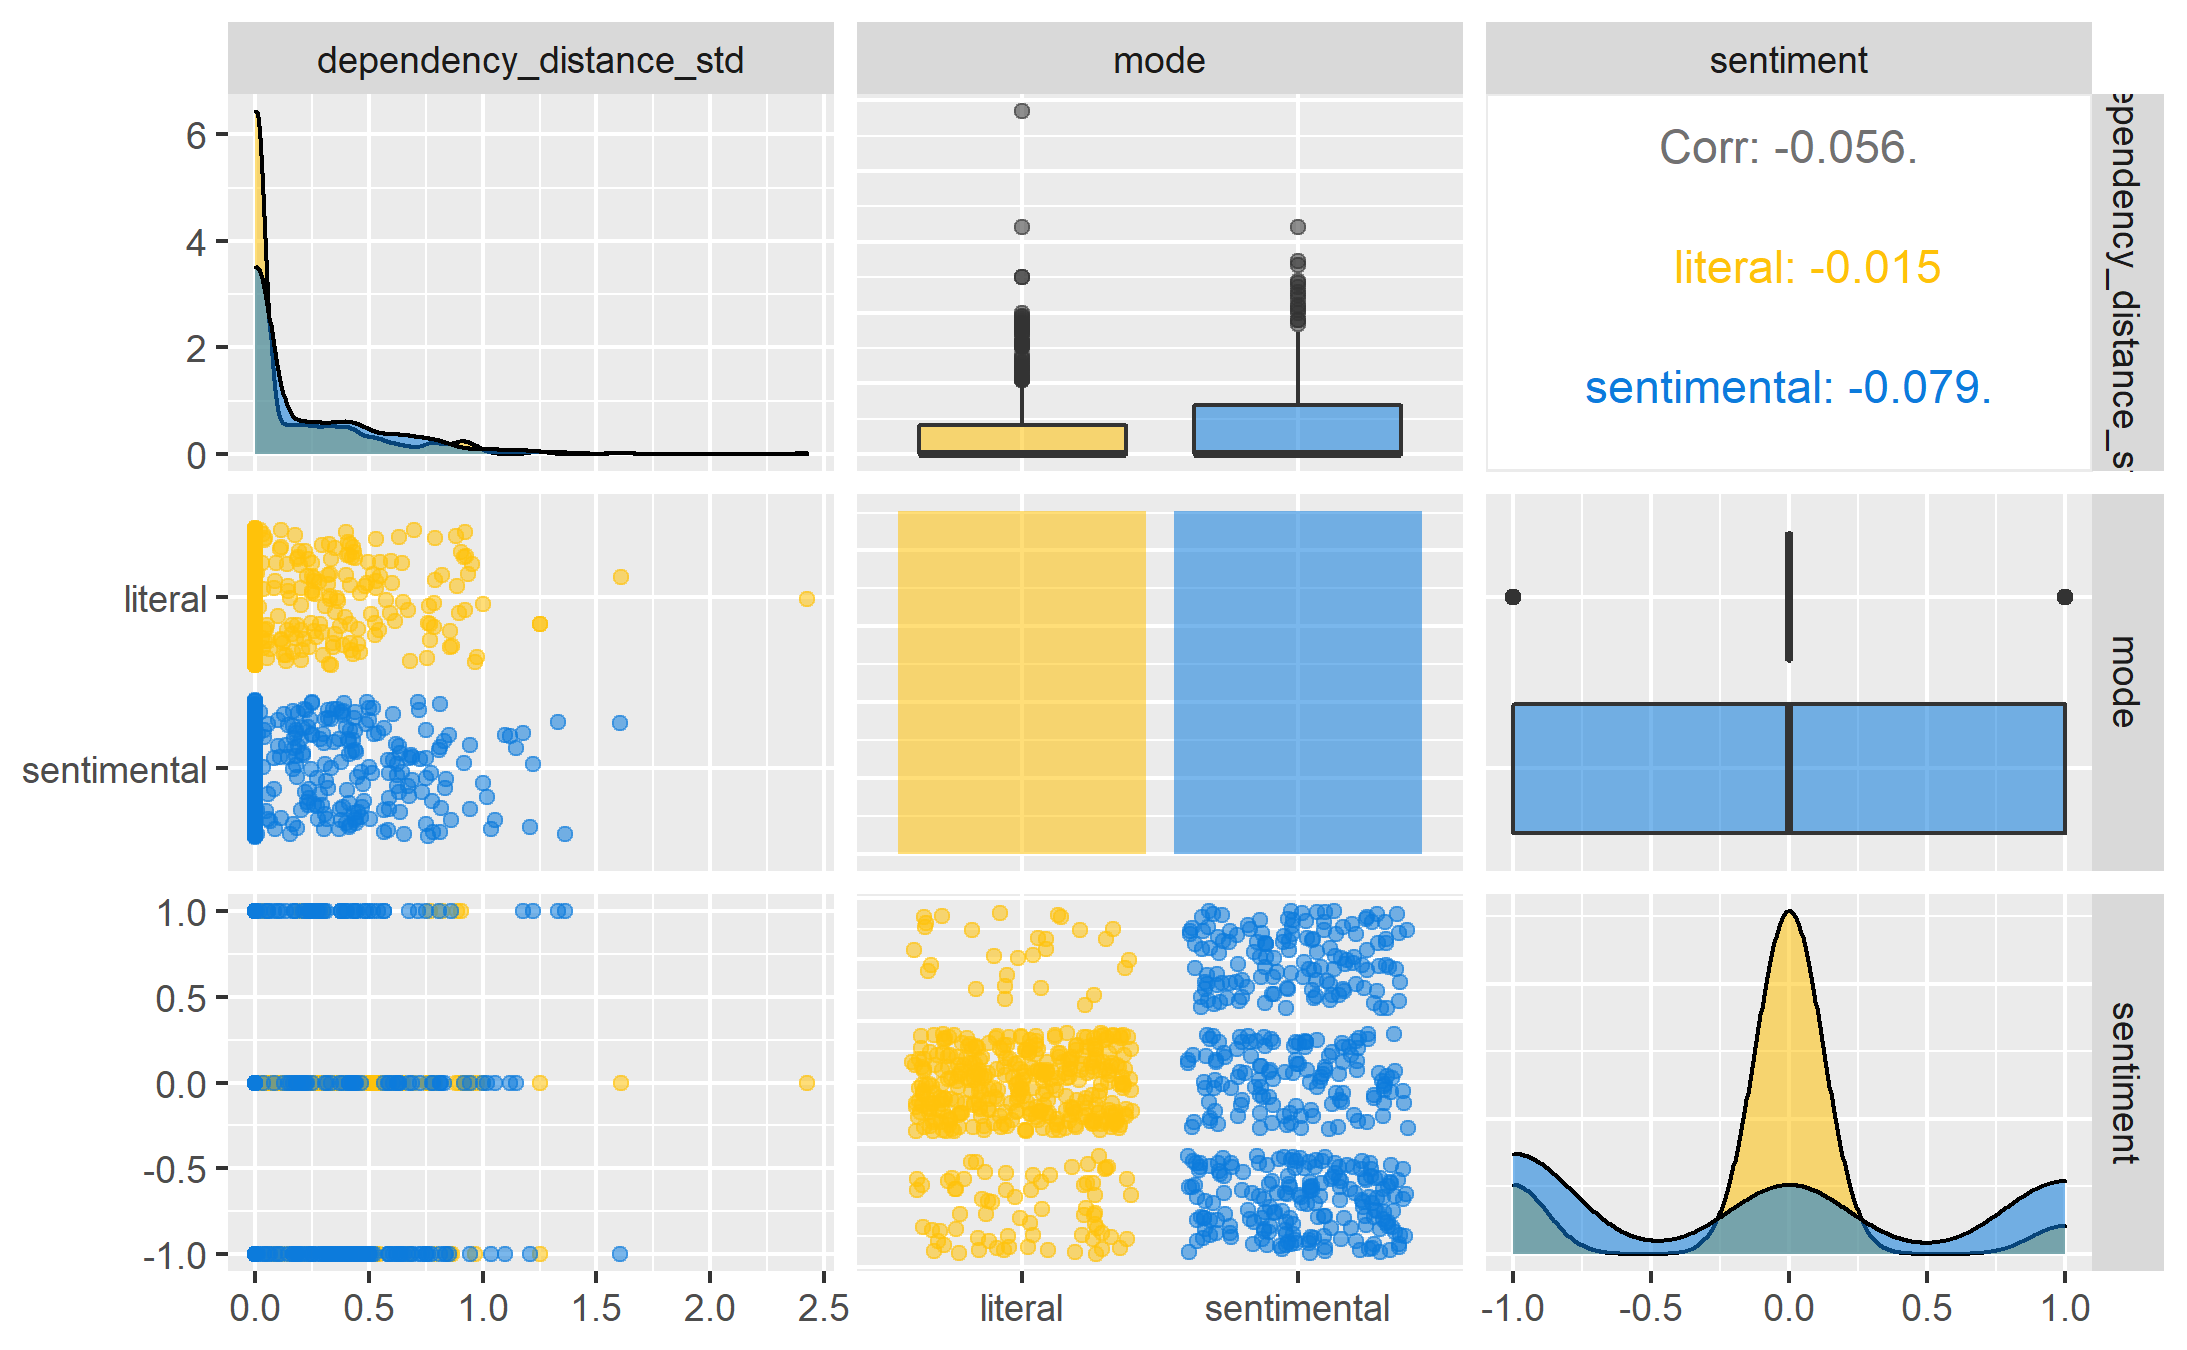 dependency_distance_std
mode
sentiment
6
4
2
0
Corr: -0.056.
literal: -0.015
sentimental: -0.079.
ependency_distance_s
literal
sentimental
mode
1.0
0.5
0.0
-0.5
-1.0
sentiment
0.0 0.5 1.0 1.5 2.0 2.5
literal sentimental
-1.0 -0.5 0.0 0.5 1.0